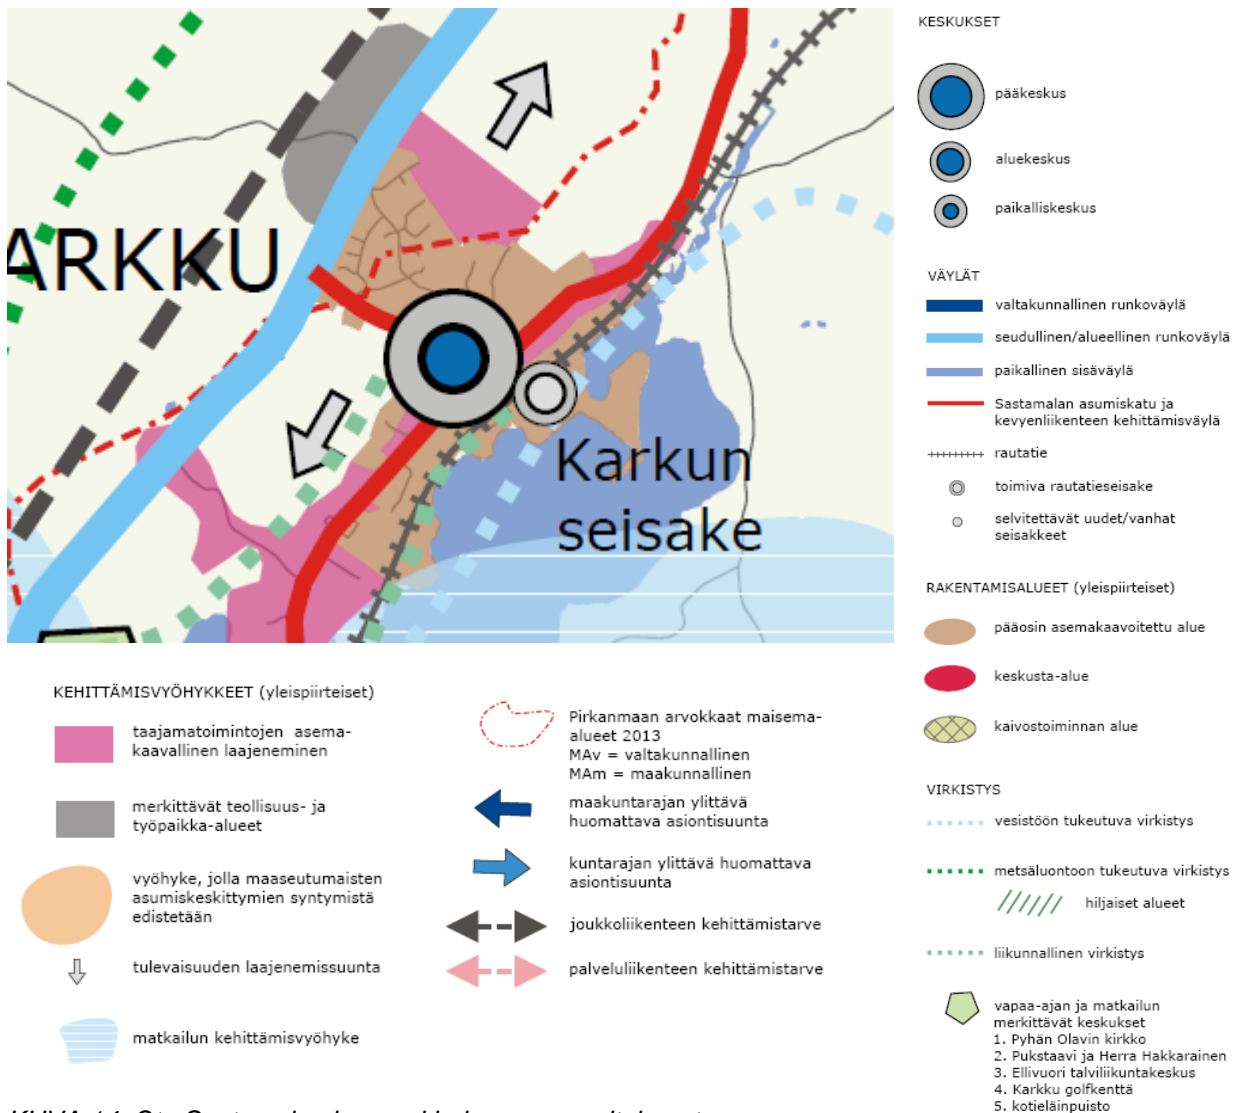 ARKKU
Karkun
seisake
KESKUKSET
pääkeskus
aluekeskus
paikalliskeskus
VÄYLÄT
valtakunnallinen runkoväylä
seudullinen/alueellinen runkoväylä
paikallinen sisäväylä
Sastamalan asumiskatu ja
kevyenliikenteen kehittämisväylä
rautatie
toimiva rautatieseisake
selvitettävät uudet/vanhat
seisakkeet
RAKENTAMISALUEET (yleispiirteiset)
pääosin asemakaavoitettu alue
keskusta-alue
kaivostoiminnan alue
VIRKISTYS
vesistöön tukeutuva virkistys
metsäluontoon tukeutuva virkistys
hiljaiset alueet
liikunnallinen virkistys
vapaa-ajan ja matkailun
merkittävät keskukset
1. Pyhän Olavin kirkko
2. Pukstaavi ja Herra Hakkarainen
3. Ellivuori talviliikuntakeskus
4. Karkku golfkenttä
5. kotieläinpuisto
KEHITTÄMISVYÖHYKKEET (yleispiirteiset)
taajamatoimintojen asema-
kaavallinen laajeneminen
merkittävät teollisuus- ja
työpaikka-alueet
vyöhyke, jolla maaseutumaisten
asumiskeskittymien syntymistä
edistetään
tulevaisuuden laajenemissuunta
matkailun kehittämisvyöhyke
Pirkanmaan arvokkaat maisema-
alueet 2013
MAv = valtakunnallinen
MAm = maakunnallinen
maakuntarajan ylittävä
huomattava asiontisuunta
kuntarajan ylittävä huomattava
asiontisuunta
joukkoliikenteen kehittämistarve
palveluliikenteen kehittämistarve